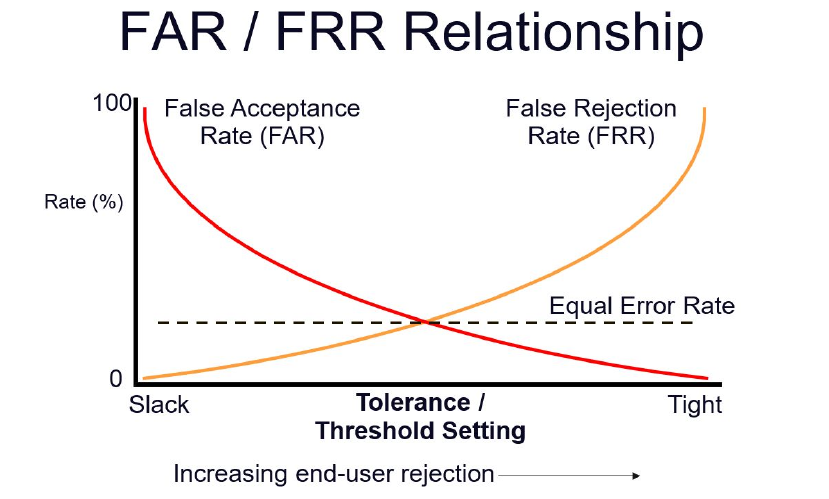 FAR / FRR Relationship
100
False Acceptance
Rate (FAR)
False Rejection
Rate (FRR)
Rate (%)
Equal Error Rate
0
Slack
Tolerance /
Threshold Setting
Tight
Increasing end-user rejection